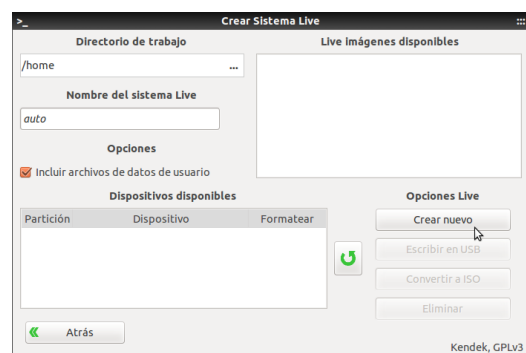 Crear Sistema Live
Directorio de trabajo
/home
...
Nombre del sistema Live
auto
Opciones
Incluir archivos de datos de usuario
Live imágenes disponibles
Dispositivos disponibles
Partición Dispositivo Formatear
Opciones Live
Crear nuevo
Escribir en USB
Convertir a ISO
Eliminar
Atrás
Kendek, GPLv3